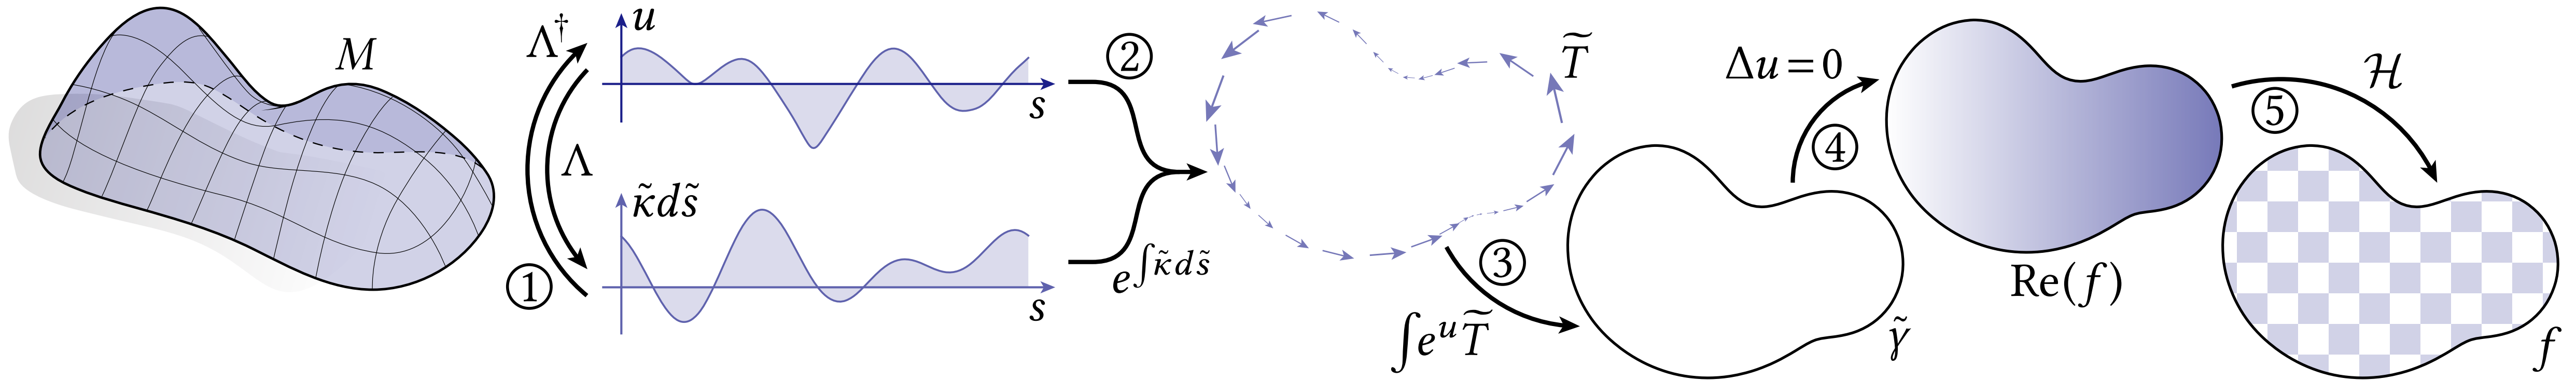 M
Λ†
Λ
①
u
s
κ̃ds̃
s
②
e^∫κ̃ds̃
T̃
③
∫e^u T̃
γ̃
Δu = 0
④
Re(f)
⑤
ℋ
f